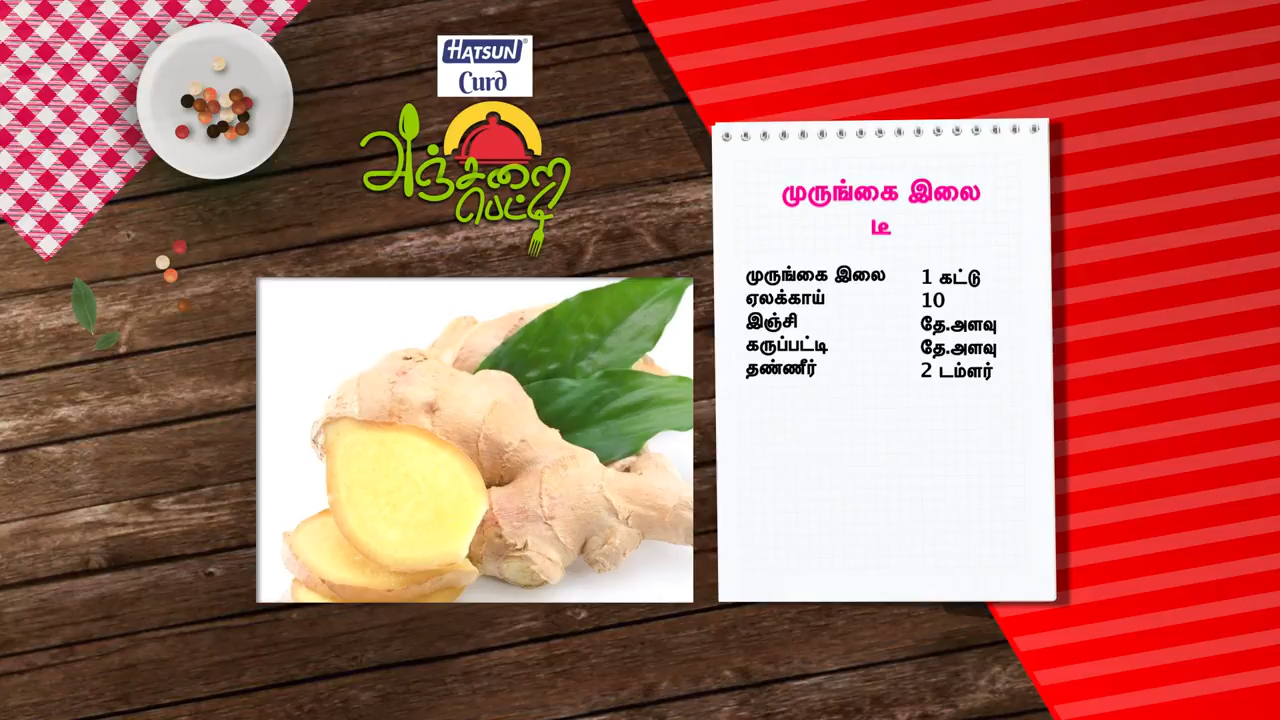 HATSUN
Curd
அஞ்சறை
பெட்டி
முருங்கை இலை
டீ
முருங்கை இலை 1 கட்டு
ஏலக்காய் 10
இஞ்சி தே.அளவு
கருப்பட்டி தே.அளவு
தண்ணீர் 2 டம்ளர்